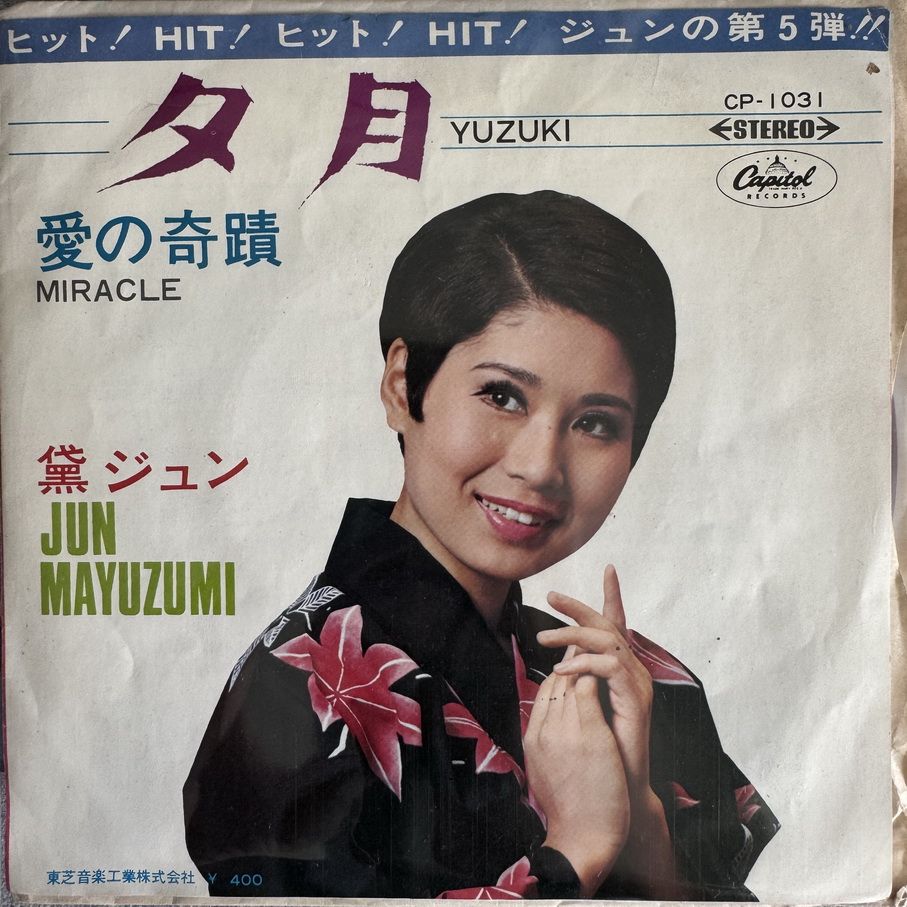 ヒット! HIT! ヒット! HIT! ジュンの第5弾!!
夕月
YUZUKI
CP-1031
STEREO
Capitol
RECORDS
愛の奇蹟
MIRACLE
黛 ジュン
JUN
MAYUZUMI
東芝音楽工業株式会社 ¥ 400